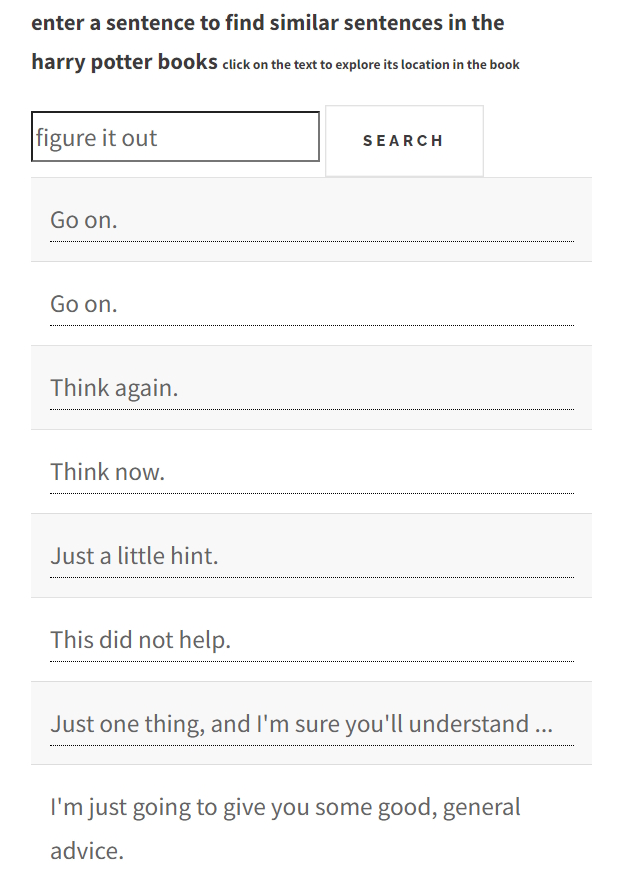 enter a sentence to find similar sentences in the
harry potter books click on the text to explore its location in the book
figure it out
SEARCH
Go on.
Go on.
Think again.
Think now.
Just a little hint.
This did not help.
Just one thing, and I'm sure you'll understand ...
I'm just going to give you some good, general
advice.